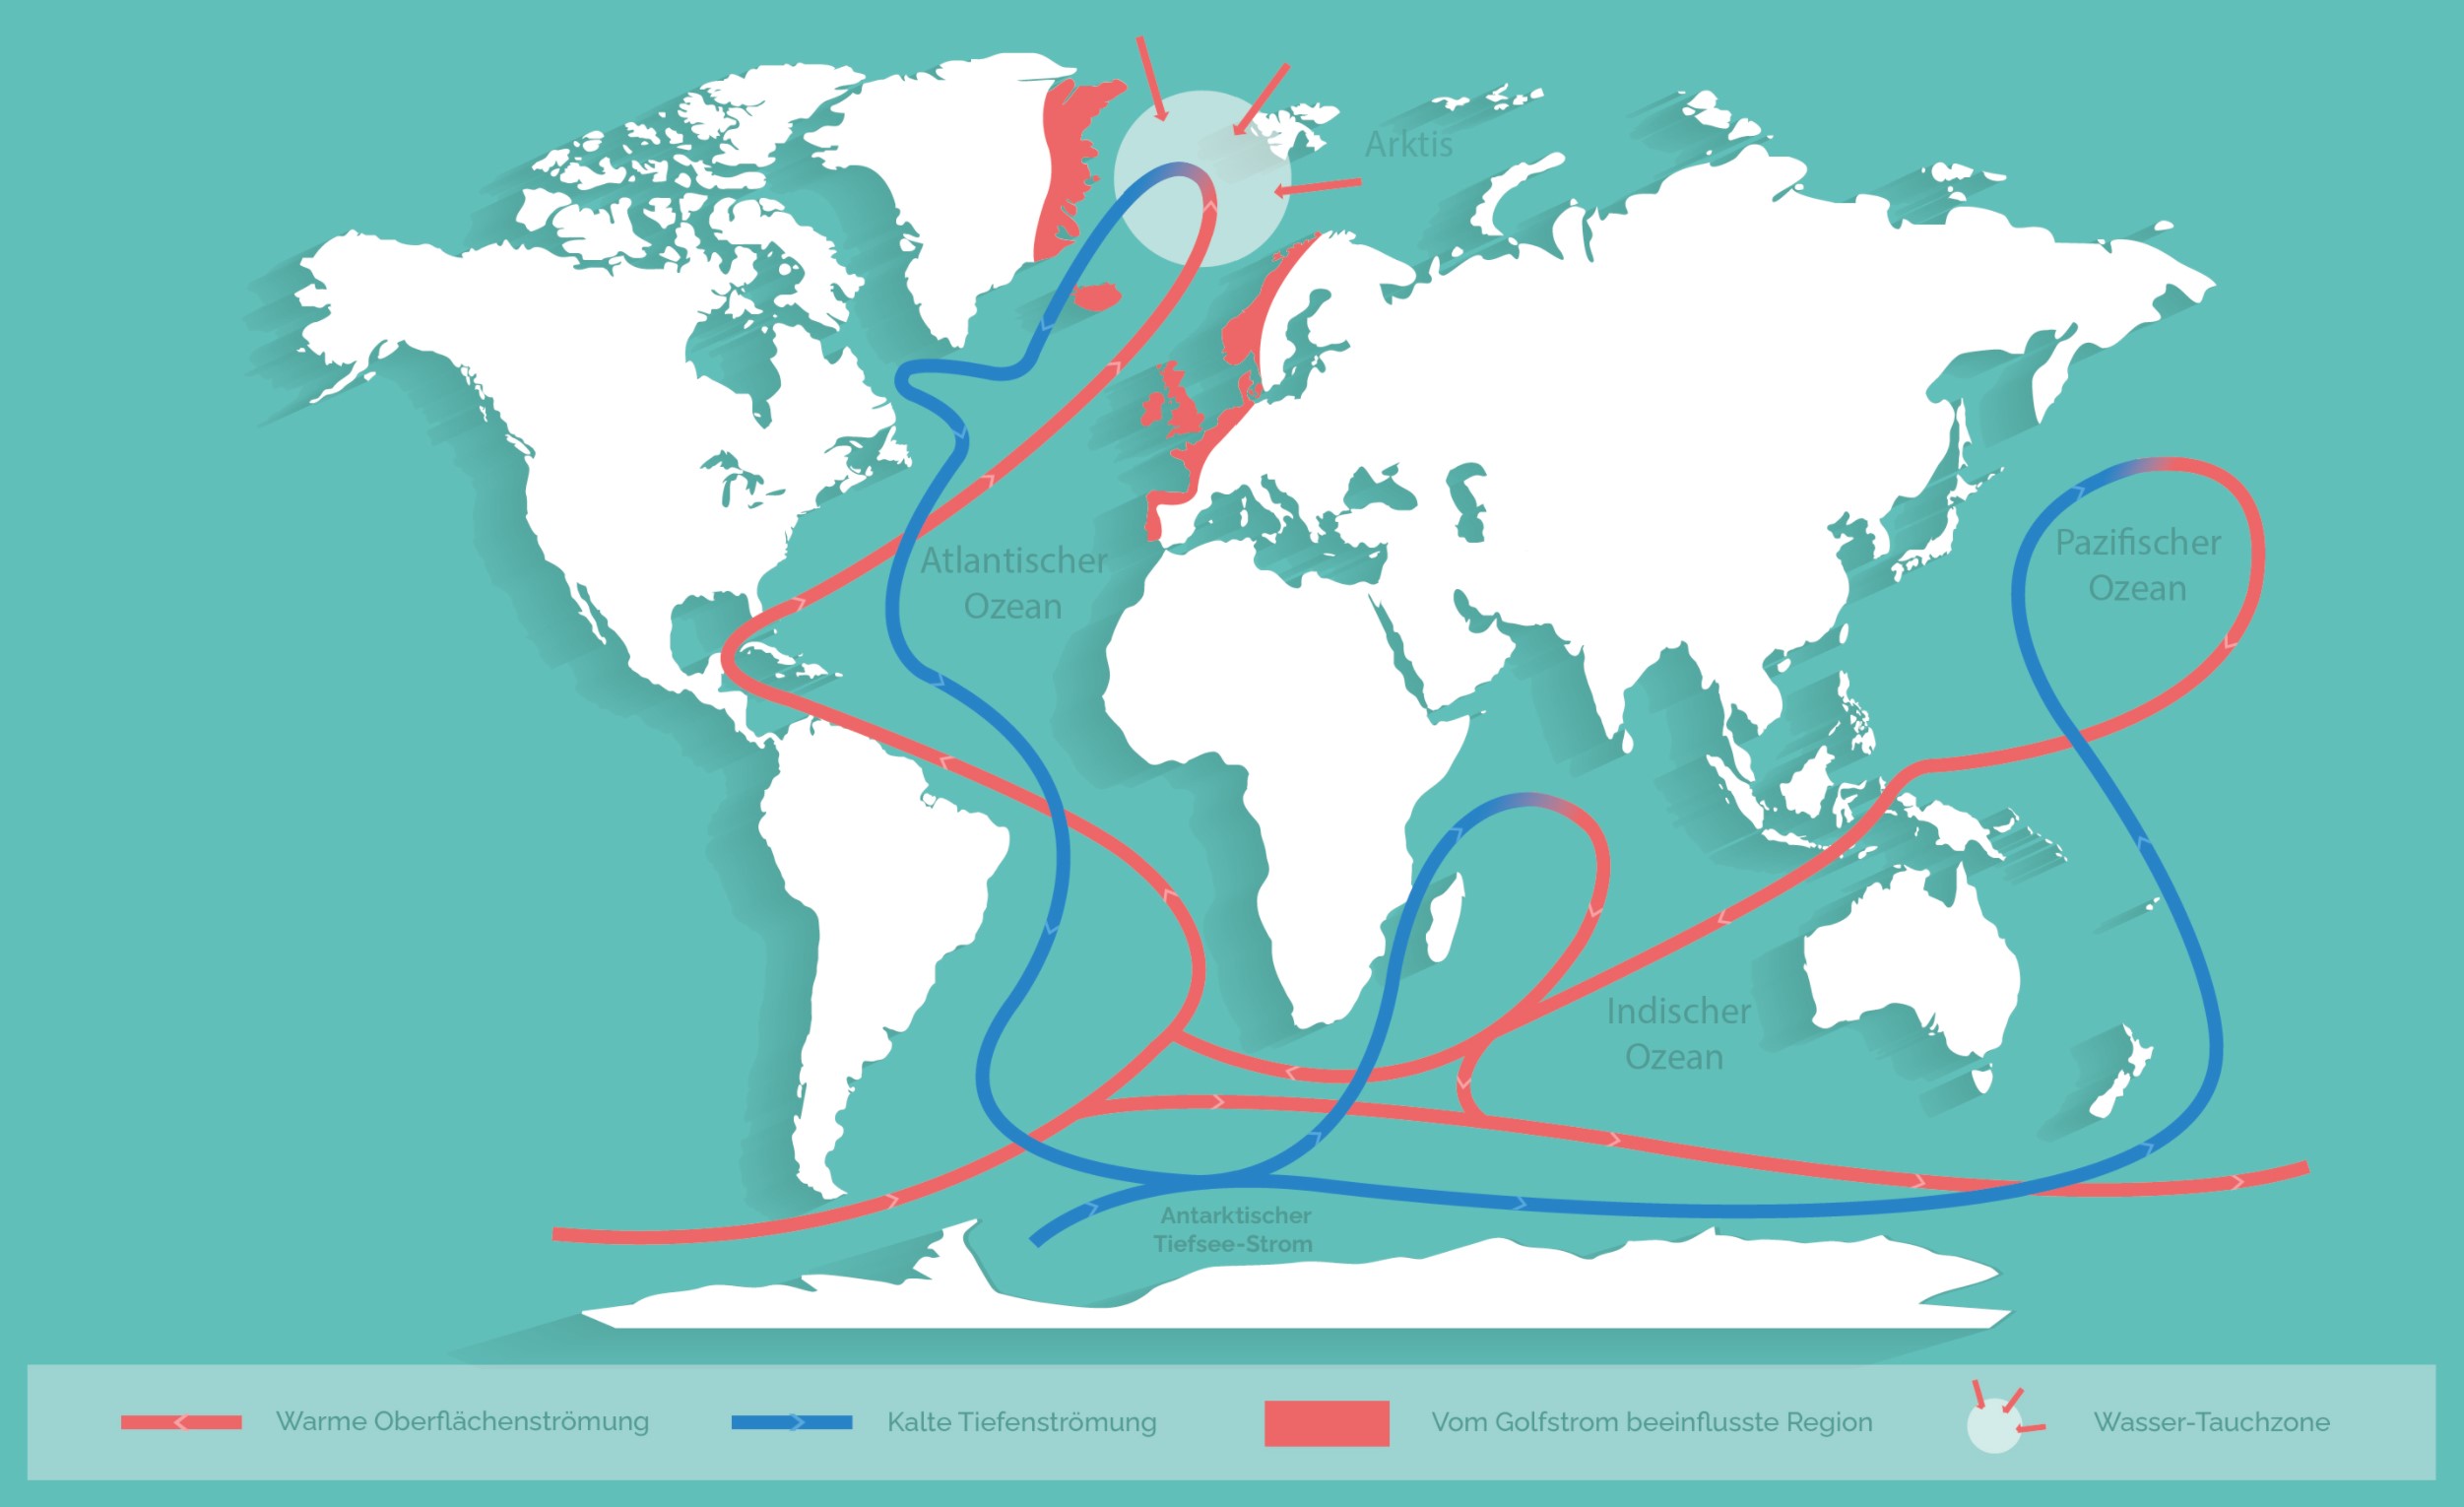 Arktis
Atlantischer
Ozean
Pazifischer
Ozean
Indischer
Ozean
Antarktischer
Tiefsee-Strom
Warme Oberflächenströmung
Kalte Tiefenströmung
Vom Golfstrom beeinflusste Region
Wasser-Tauchzone